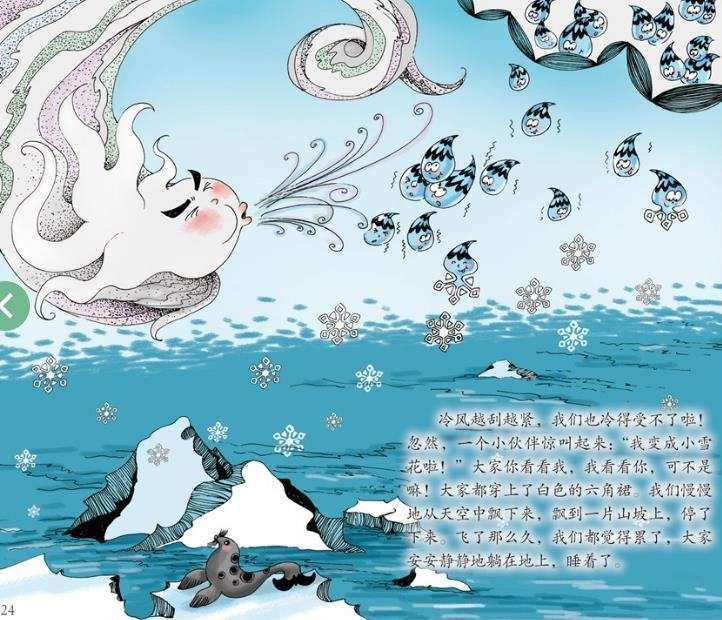 冷风越刮越紧，我们也冷得受不了啦！
忽然，一个小伙伴惊叫起来：“我变成小雪
花啦！”大家你看看我，我看看你，可不是
嘛！大家都穿上了白色的六角裙。我们慢慢
地从天空中飘下来，飘到一片山坡上，停了
下来。飞了那么久，我们都觉得累了，大家
安安静静地躺在地上，睡着了。
24